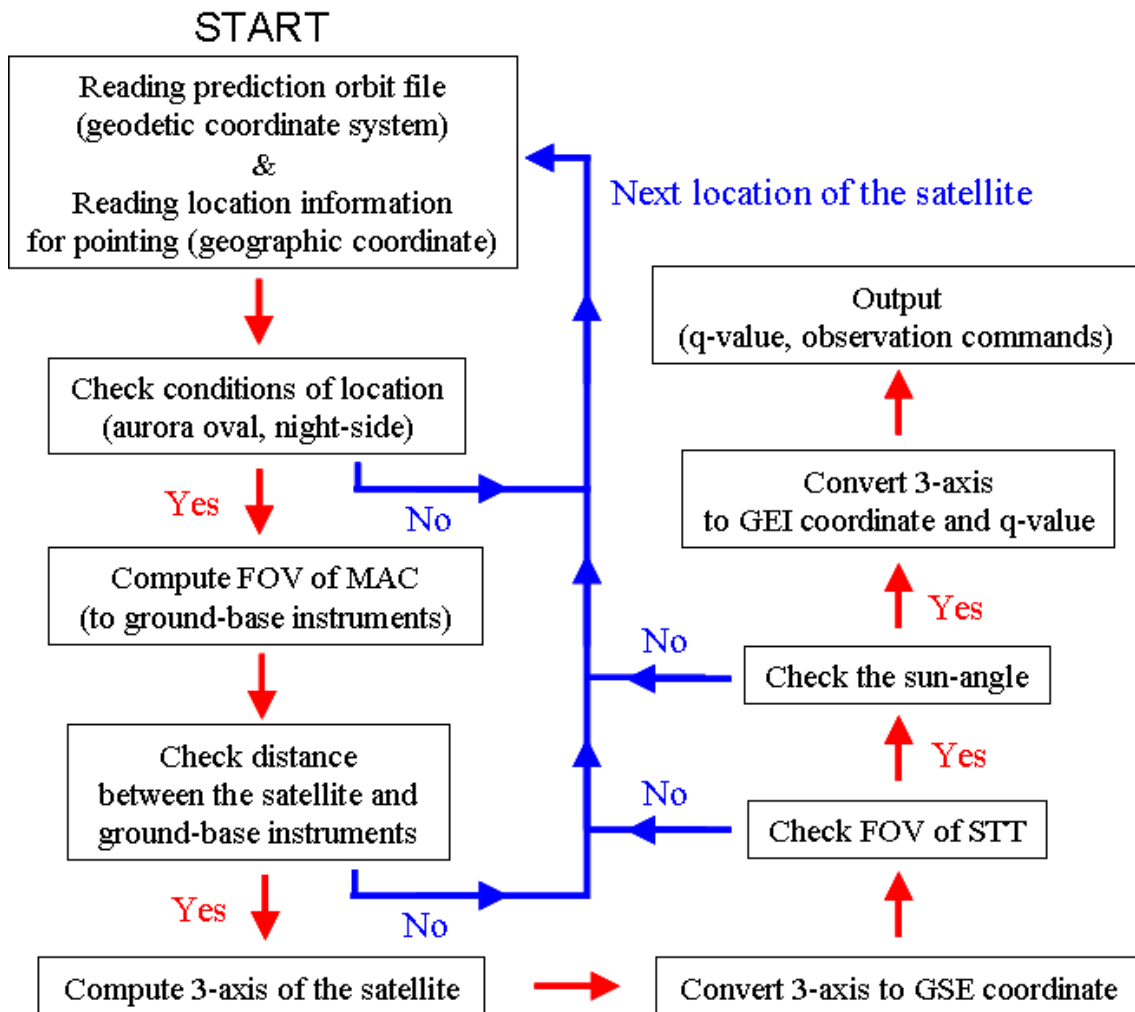 START
Reading prediction orbit file
(geodetic coordinate system)
&
Reading location information
for pointing (geographic coordinate)
Next location of the satellite
Check conditions of location
(aurora oval, night-side)
Yes
No
Compute FOV of MAC
(to ground-base instruments)
Check distance
between the satellite and
ground-base instruments
Yes
No
Compute 3-axis of the satellite
Convert 3-axis to GSE coordinate
Check FOV of STT
No
Yes
Check the sun-angle
No
Yes
Convert 3-axis
to GEI coordinate and q-value
Output
(q-value, observation commands)